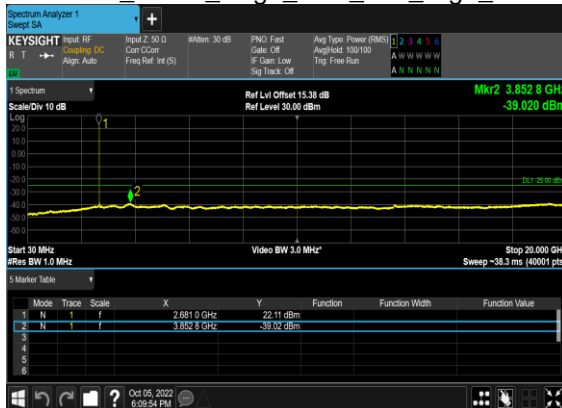 Spectrum Analyzer 1
Swept SA
+
KEYSIGHT Input: RF Input Z: 50 Ω #Atten: 30 dB PNO: Fast Avg Type: Power (RMS) 1 2 3 4 5 6
R T Coupling: DC Corr CCorr Gate: Off Avg|Hold: 100/100 A W W W W W
Align: Auto Freq Ref: Int (S) IF Gain: Low Trig: Free Run
LXI Sig Track: Off A N N N N N
1 Spectrum Ref Lvl Offset 15.38 dB Mkr2 3.852 8 GHz
Scale/Div 10 dB Ref Level 30.00 dBm -39.020 dBm
Log
20.0
10.0
0.00
-10.0
-20.0
-30.0
-40.0
-50.0
-60.0
1
2
DL1 -25.00 dBm
Start 30 MHz Video BW 3.0 MHz* Stop 20.000 GH
#Res BW 1.0 MHz Sweep ~38.3 ms (40001 pts
5 Marker Table
Mode Trace Scale X Y Function Function Width Function Value
1 N 1 f 2.681 0 GHz 22.11 dBm
2 N 1 f 3.852 8 GHz -39.02 dBm
3
4
5
6
? Oct 05, 2022
6:09:54 PM